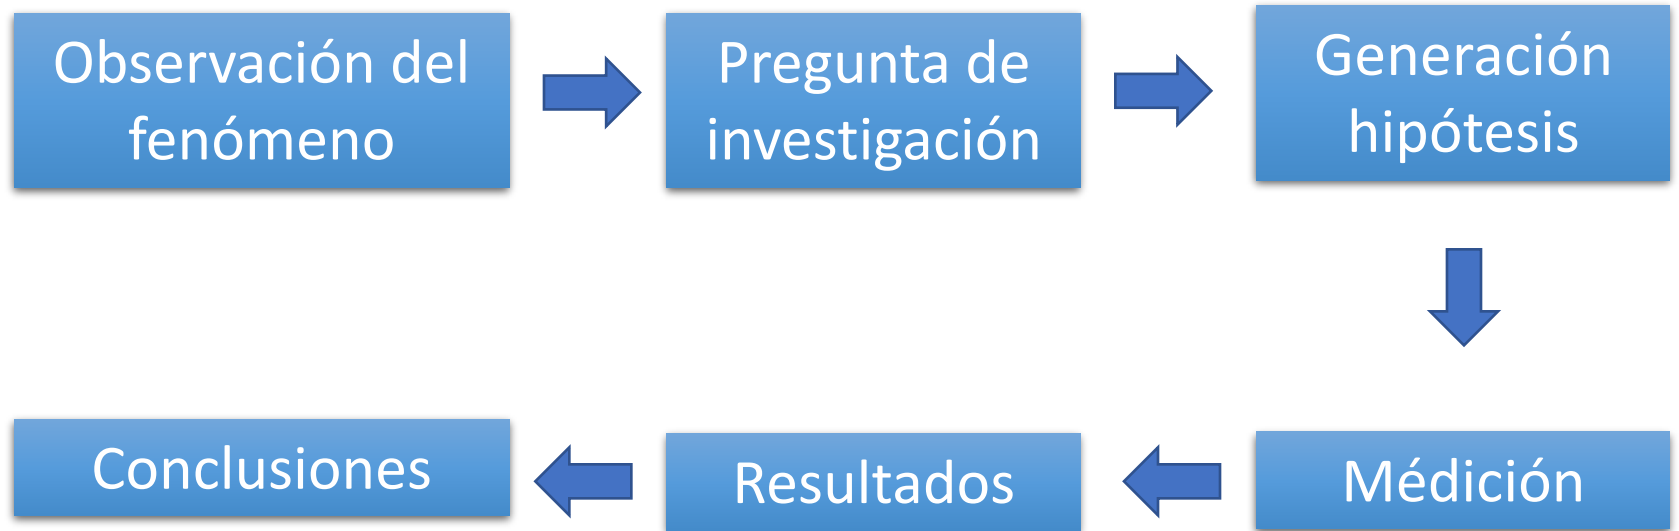 Observación del
fenómeno
Pregunta de
investigación
Generación
hipótesis
Médición
Resultados
Conclusiones